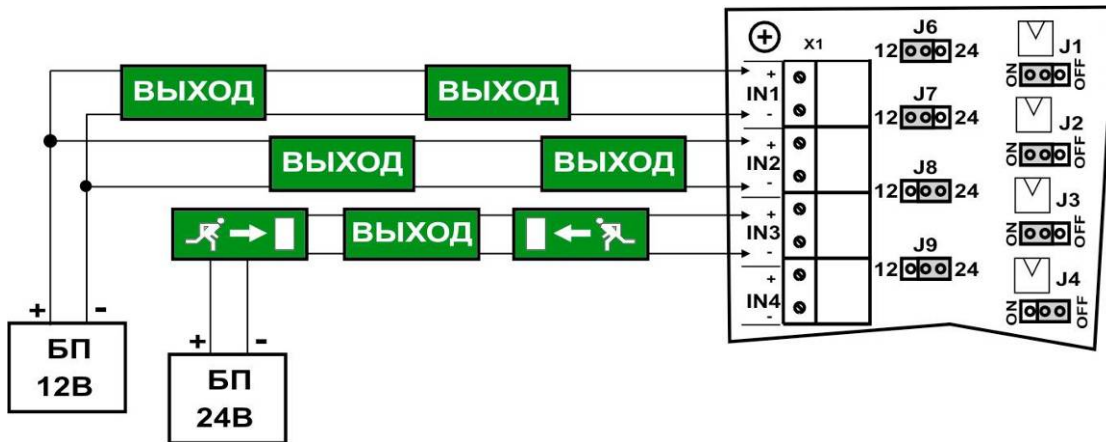 X1
J6
12 24
J1
ON OFF
ВЫХОД ВЫХОД
+
IN1
-
J7
12 24
J2
ON OFF
ВЫХОД ВЫХОД
+
IN2
-
J8
12 24
J3
ON OFF
ВЫХОД
+
IN3
-
J9
12 24
J4
ON OFF
+
IN4
-
+ -
БП
12В
+ -
БП
24В